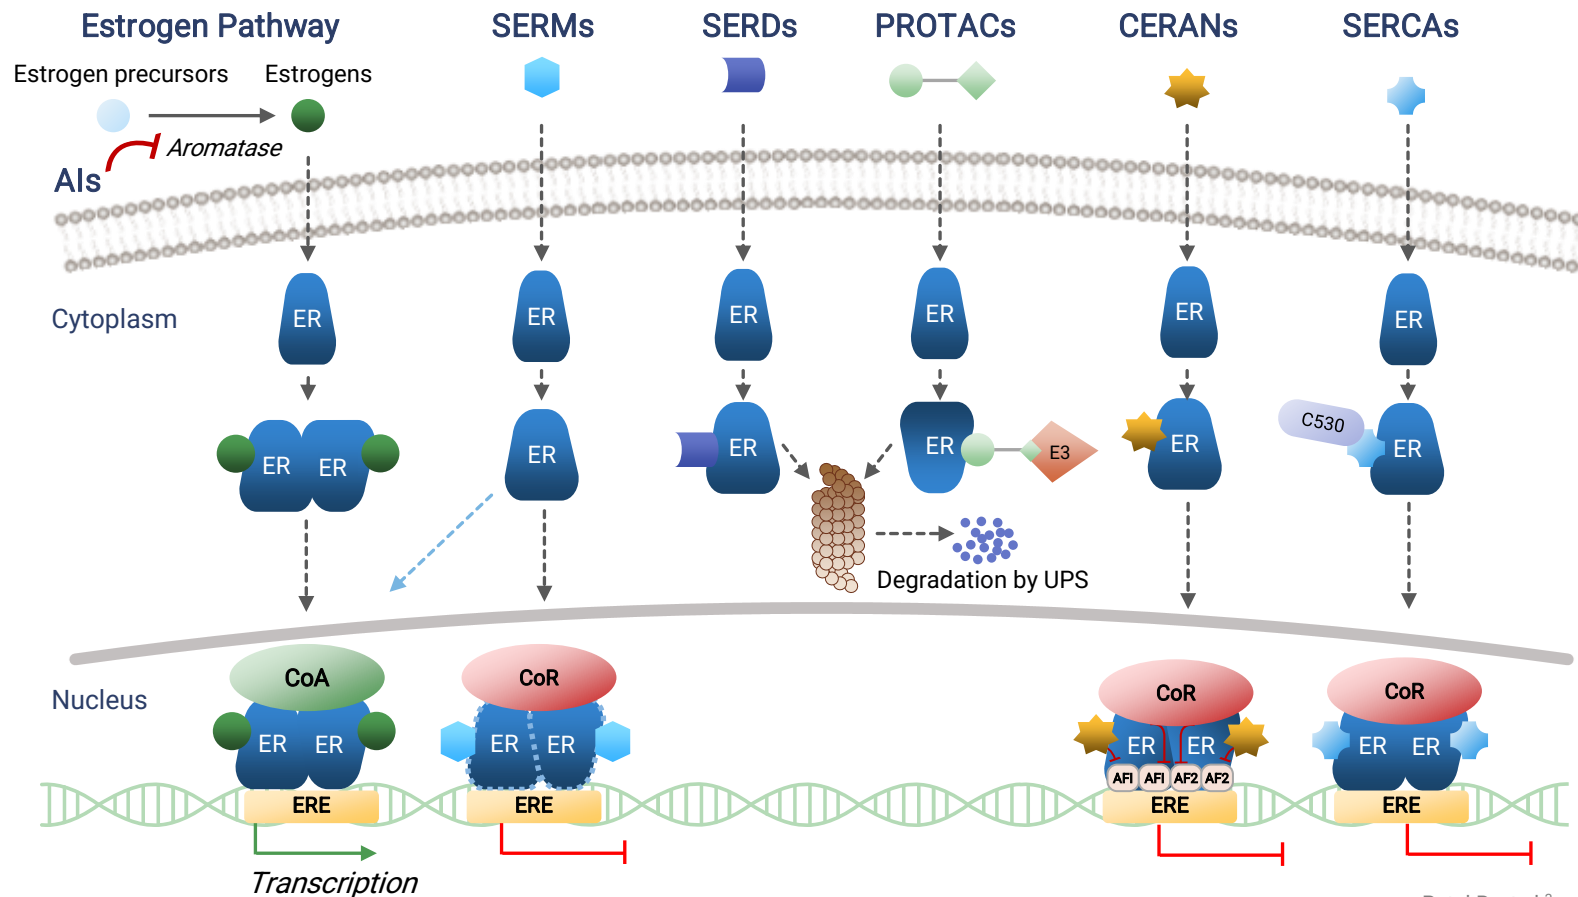 Estrogen Pathway
SERMs
SERDs
PROTACs
CERANs
SERCAs
Estrogen precursors
Estrogens
Aromatase
AIs
Cytoplasm
ER
ER
ER
ER
ER
ER
ER ER
ER
ER
ER
E3
ER
C530
ER
Degradation by UPS
Nucleus
CoA
CoR
CoR
CoR
ER ER
ER ER
ER ER
ER ER
AFI AFI AF2 AF2
ERE
ERE
ERE
ERE
Transcription